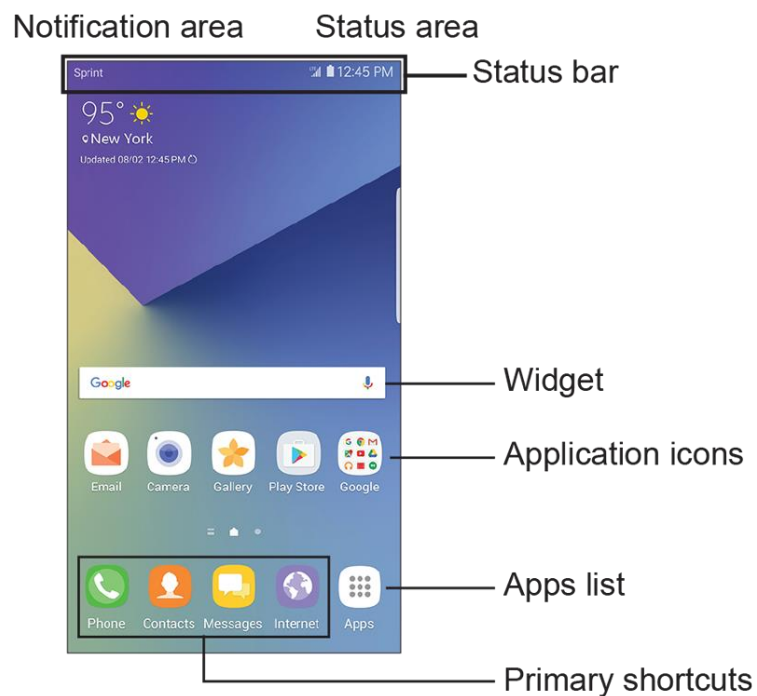 Notification area Status area
Sprint 12:45 PM Status bar
95°
New York
Updated 08/02 12:45 PM
Google Widget
Application icons
Email Camera Gallery Play Store Google
Phone Contacts Messages Internet Apps
Apps list
Primary shortcuts